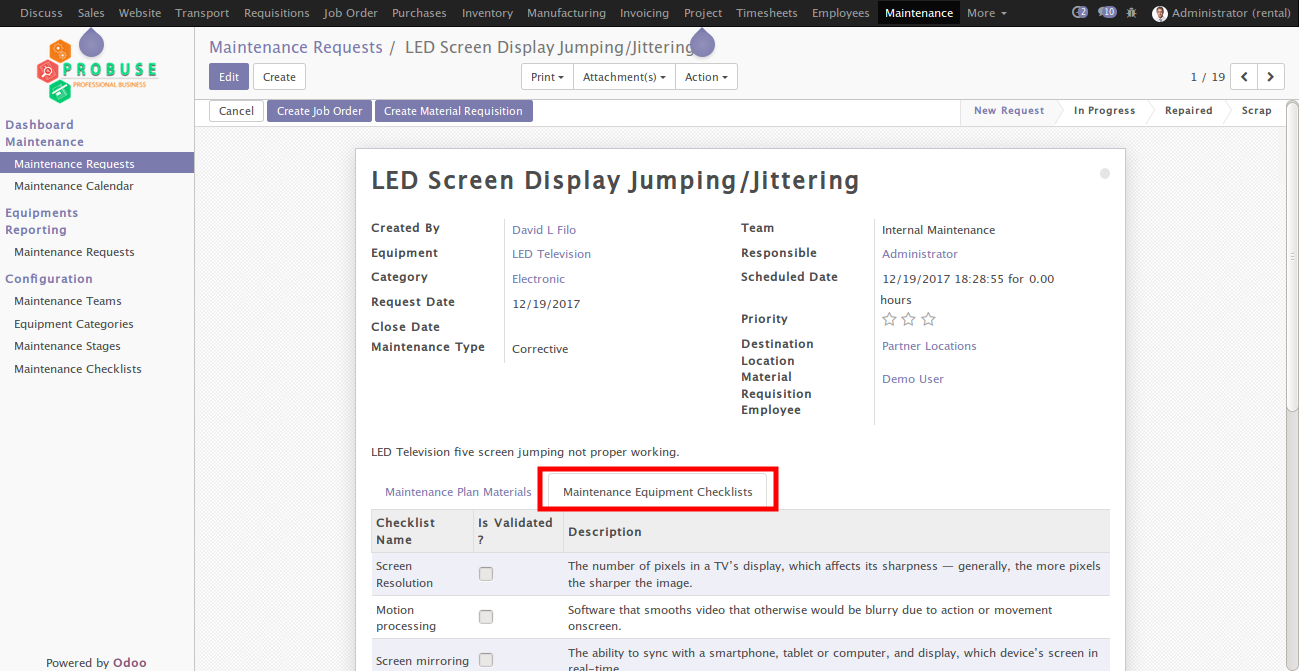 Discuss Sales Website Transport Requisitions Job Order Purchases Inventory Manufacturing Invoicing Project Timesheets Employees Maintenance More 2 10 Administrator (rental)
PROBUSE
PROFESSIONAL BUSINESS
Dashboard
Maintenance
Maintenance Requests
Maintenance Calendar
Equipments
Reporting
Maintenance Requests
Configuration
Maintenance Teams
Equipment Categories
Maintenance Stages
Maintenance Checklists
Powered by Odoo
Maintenance Requests / LED Screen Display Jumping/Jittering
Edit Create Print Attachment(s) Action 1 / 19
Cancel Create Job Order Create Material Requisition New Request In Progress Repaired Scrap
LED Screen Display Jumping/Jittering
Created By David L Filo
Equipment LED Television
Category Electronic
Request Date 12/19/2017
Close Date
Maintenance Type Corrective
Team Internal Maintenance
Responsible Administrator
Scheduled Date 12/19/2017 18:28:55 for 0.00
hours
Priority
Destination Partner Locations
Location
Material Demo User
Requisition
Employee
LED Television five screen jumping not proper working.
Maintenance Plan Materials Maintenance Equipment Checklists
Checklist Is Validated Description
Name ?
Screen The number of pixels in a TV's display, which affects its sharpness — generally, the more pixels
Resolution the sharper the image.
Motion Software that smooths video that otherwise would be blurry due to action or movement
processing onscreen.
Screen mirroring The ability to sync with a smartphone, tablet or computer, and display, which device's screen in
real-time.